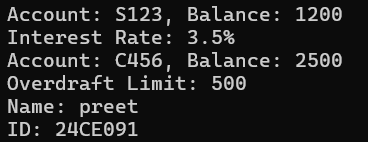 Account: S123, Balance: 1200
Interest Rate: 3.5%
Account: C456, Balance: 2500
Overdraft Limit: 500
Name: preet
ID: 24CE091